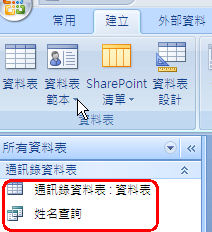 常用 建立 外部資料
資料表 資料表 SharePoint 資料表
範本 清單 設計
資料表
所有資料表
通訊錄資料表
通訊錄資料表 : 資料表
姓名查詢